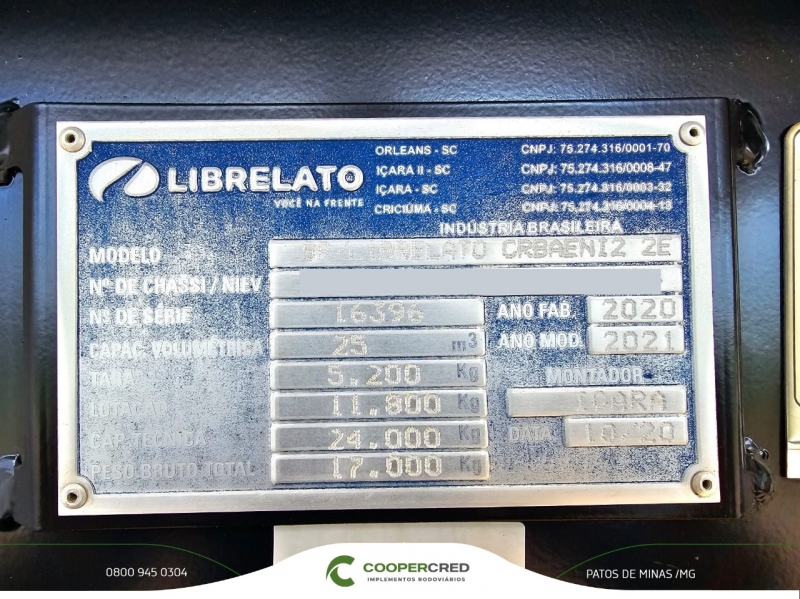 LIBRELATO
VOCÊ NA FRENTE
ORLEANS - SC CNPJ: 75.274.316/0001-70
IÇARA II - SC CNPJ: 75.274.316/0008-47
IÇARA - SC CNPJ: 75.274.316/0003-32
CRICIÚMA - SC CNPJ: 75.274.316/0004-13
INDÚSTRIA BRASILEIRA
MODELO LIBRELATO CRBAENI2 2E
Nº DE CHASSI / NIEV
Nº DE SÉRIE 16396 ANO FAB. 2020
CAPAC. VOLUMÉTRICA 25 m³ ANO MOD. 2021
TARA 5.200 Kg MONTADOR
LOTAÇÃO 11.800 Kg ICARA
CAP. TÉCNICA 24.000 Kg DATA 10/20
PESO BRUTO TOTAL 17.000 Kg
0800 945 0304
COOPERCRED
IMPLEMENTOS RODOVIÁRIOS
PATOS DE MINAS /MG